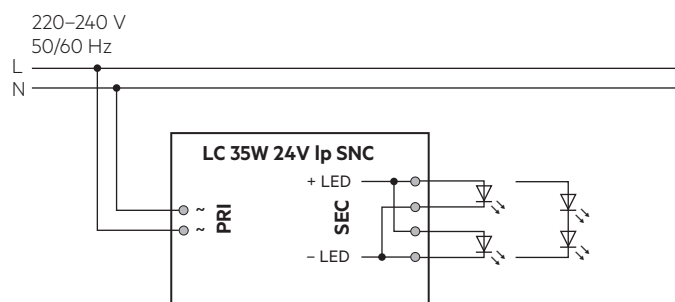 220–240 V
50/60 Hz
L
N
LC 35W 24V lp SNC
+ LED
~
PRI
SEC
~
– LED